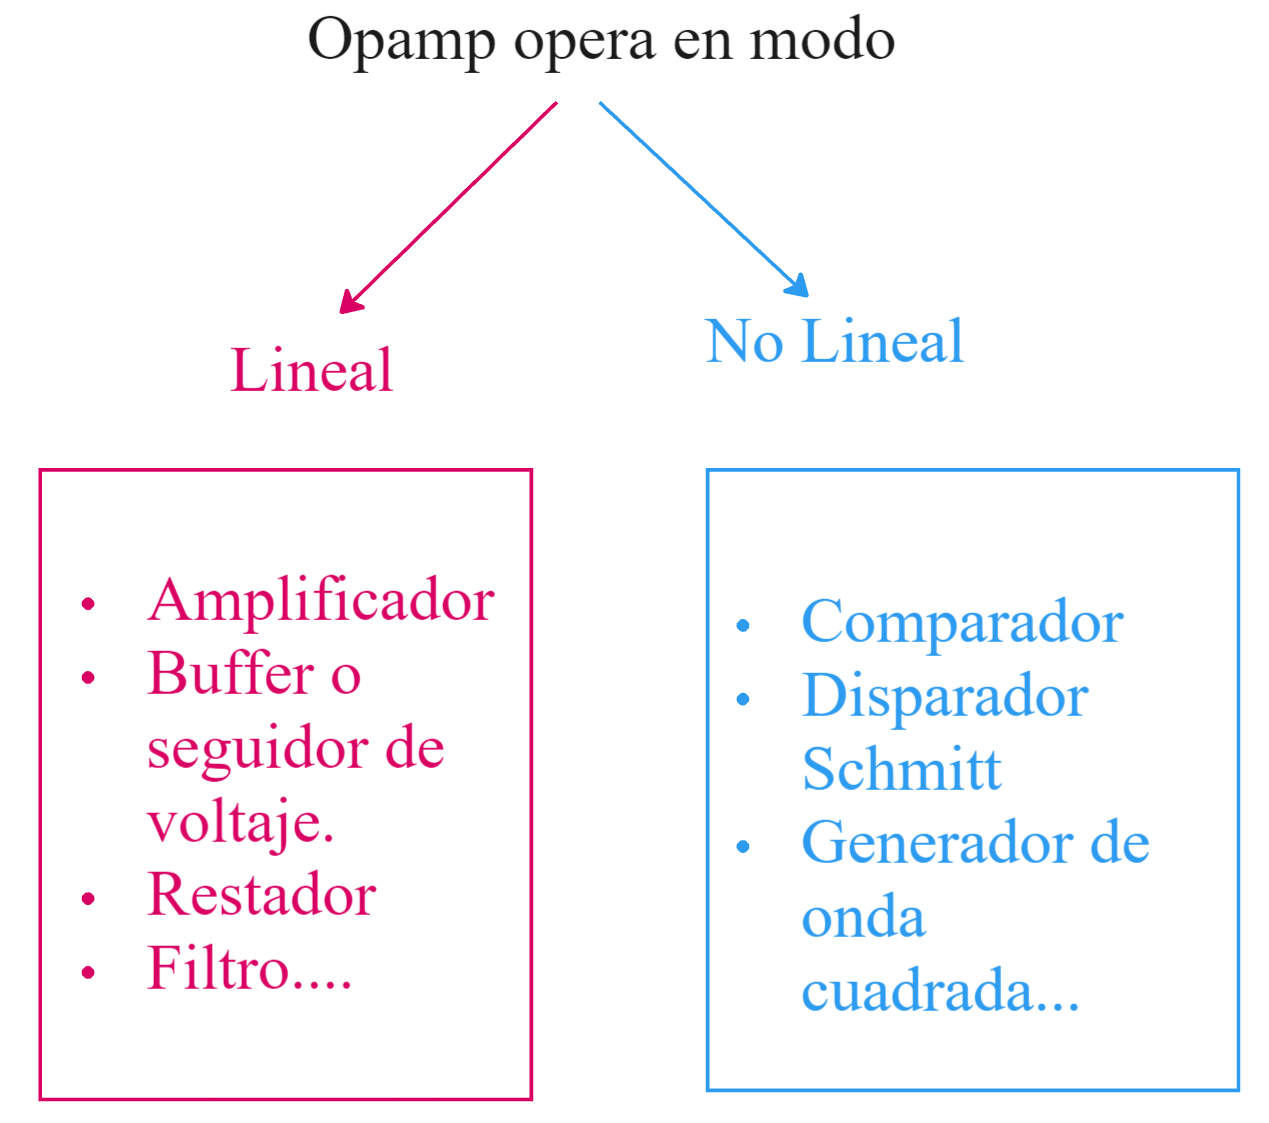 Opamp opera en modo
Lineal
No Lineal
• Amplificador
• Buffer o
seguidor de
voltaje.
• Restador
• Filtro....
• Comparador
• Disparador
Schmitt
• Generador de
onda
cuadrada...